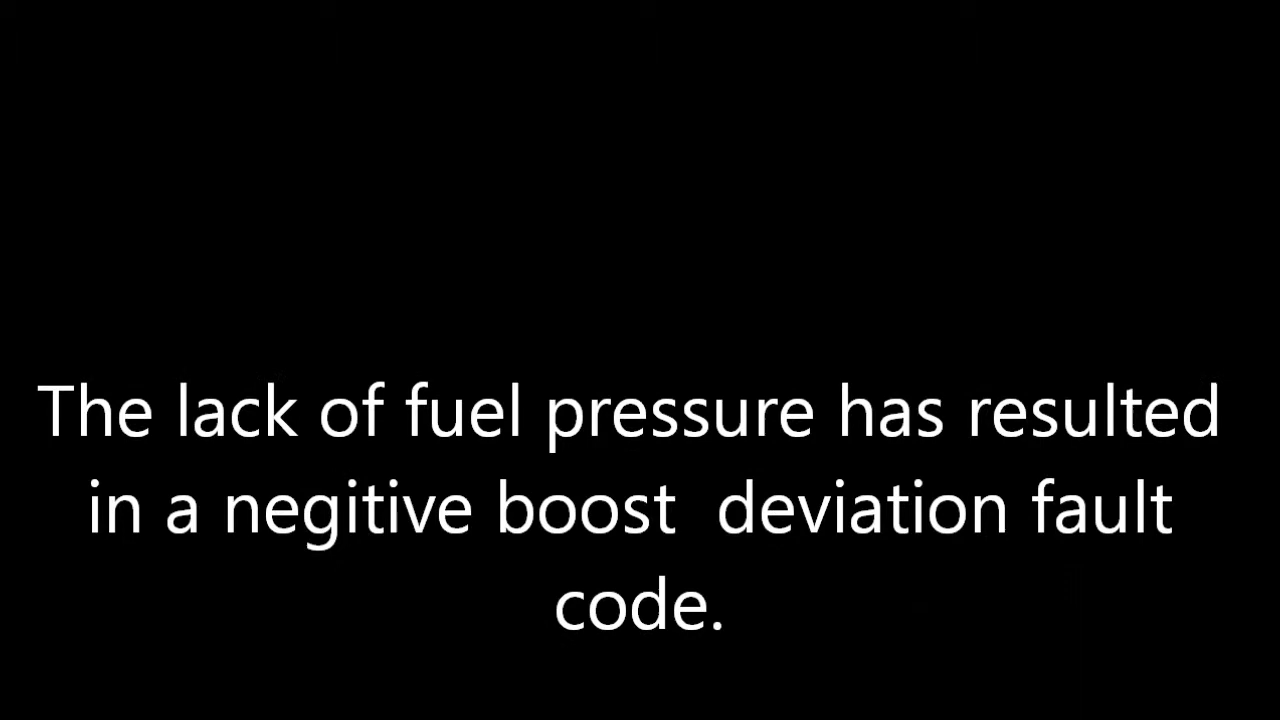 The lack of fuel pressure has resulted
in a negitive boost  deviation fault
code.